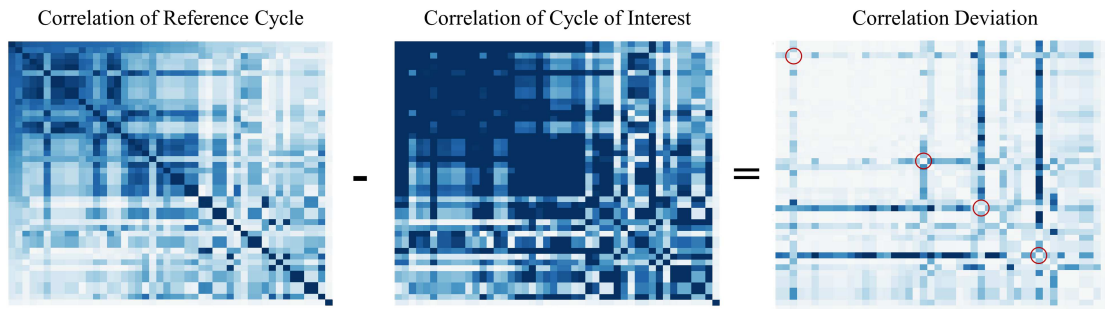 Correlation of Reference Cycle
Correlation of Cycle of Interest
Correlation Deviation
- =